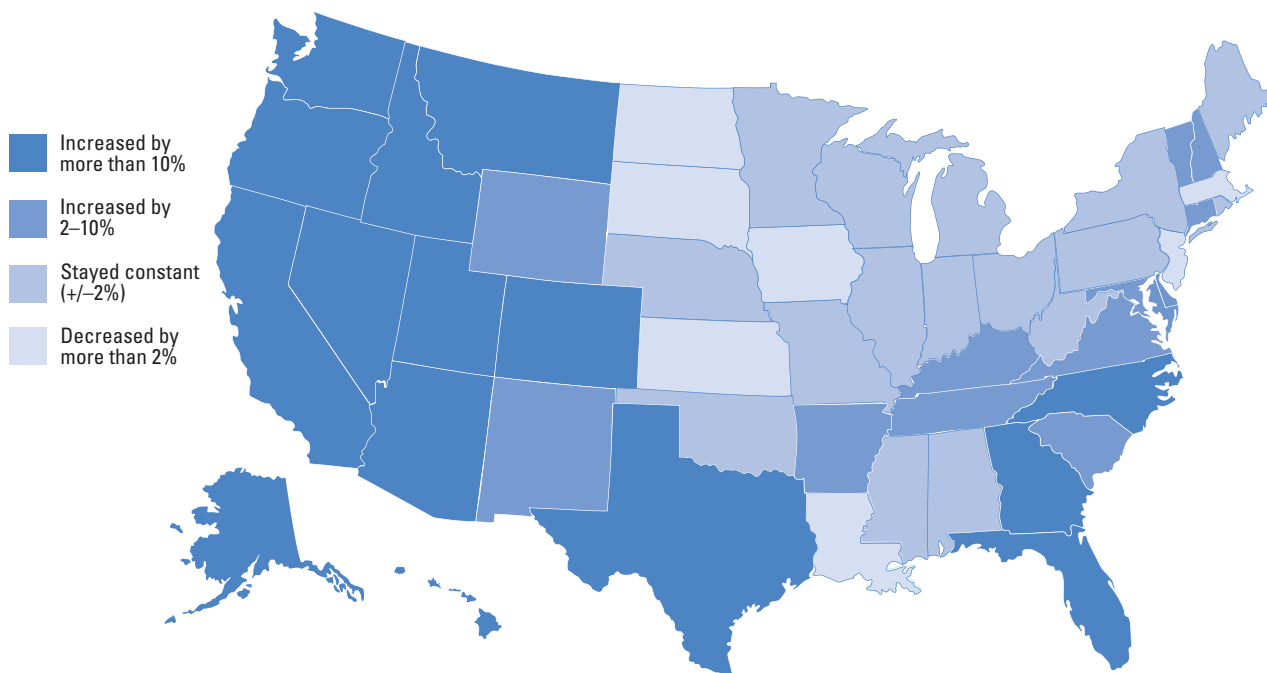 Increased by
more than 10%
Increased by
2–10%
Stayed constant
(+/–2%)
Decreased by
more than 2%